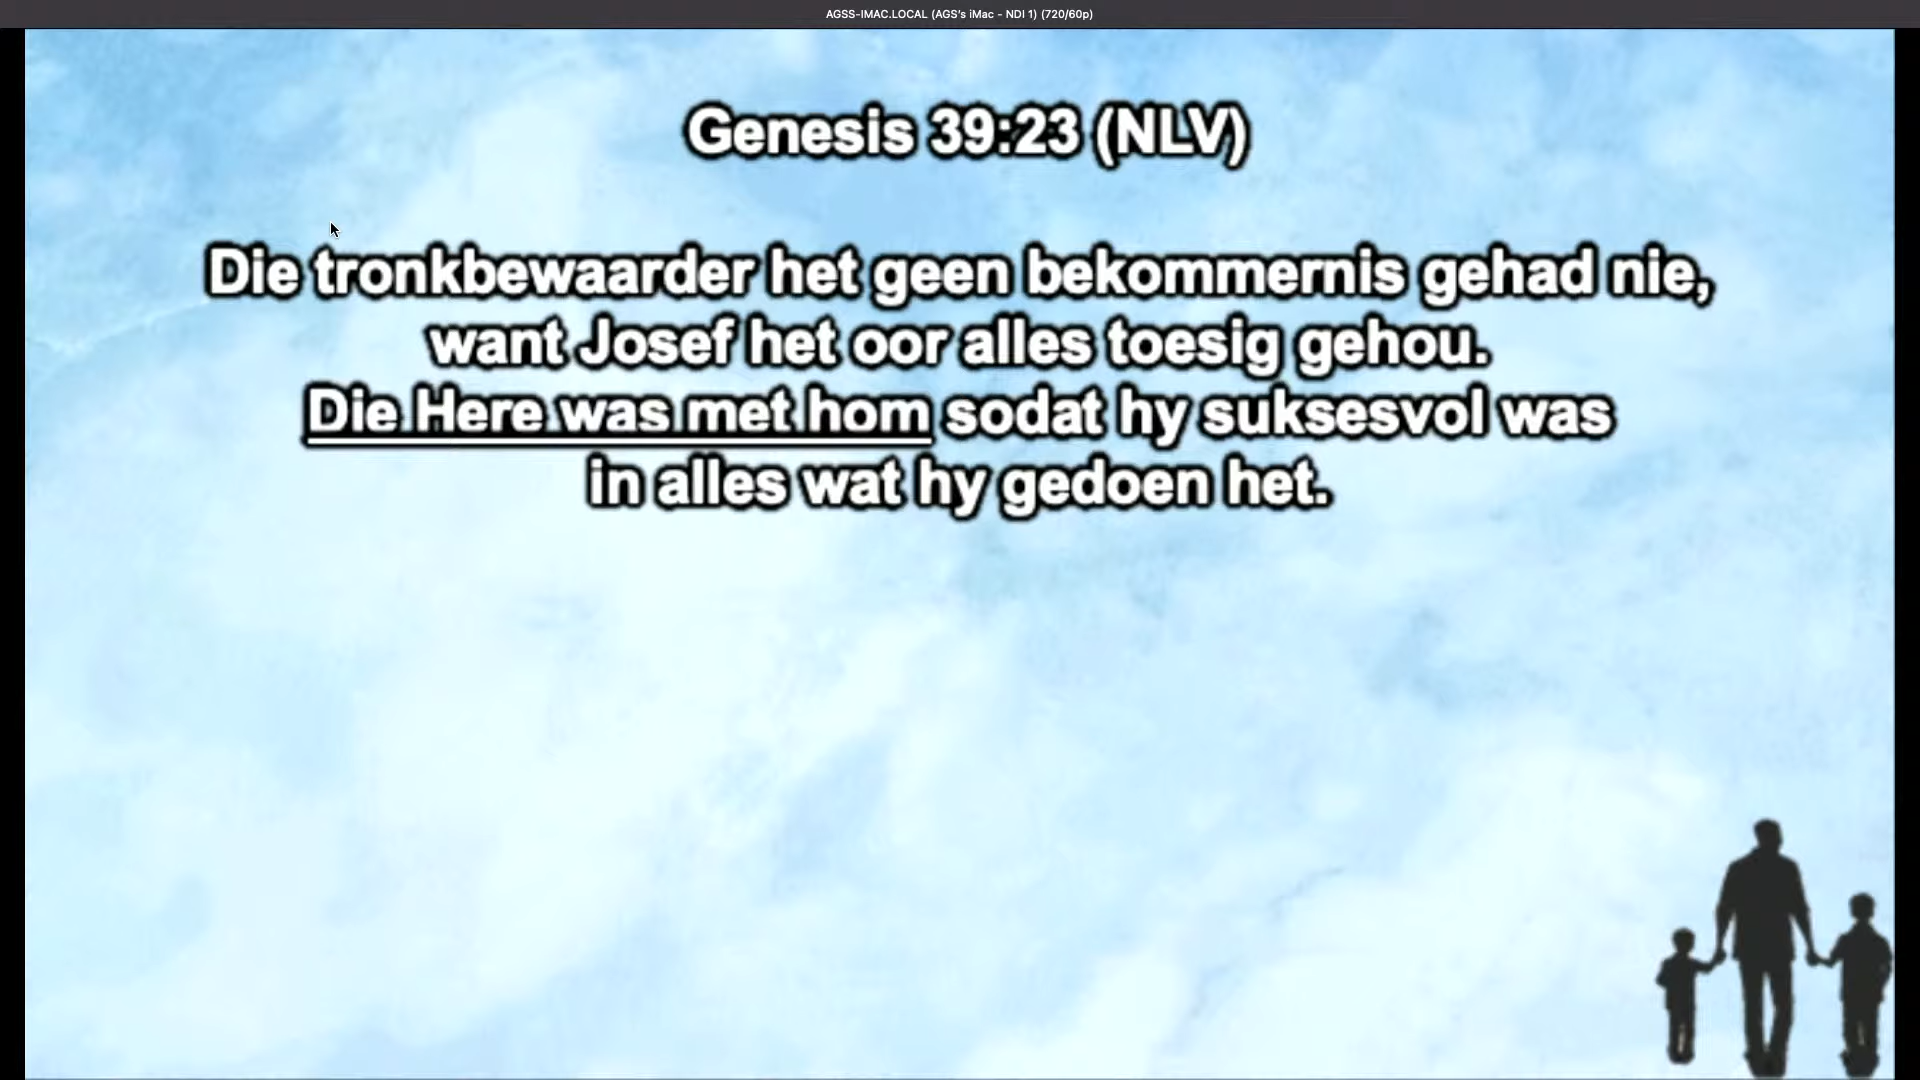 AGSS-IMAC.LOCAL (AGS's iMac - NDI 1) (720/60p)
Genesis 39:23 (NLV)
Die tronkbewaarder het geen bekommernis gehad nie,
want Josef het oor alles toesig gehou.
Die Here was met hom sodat hy suksesvol was
in alles wat hy gedoen het.